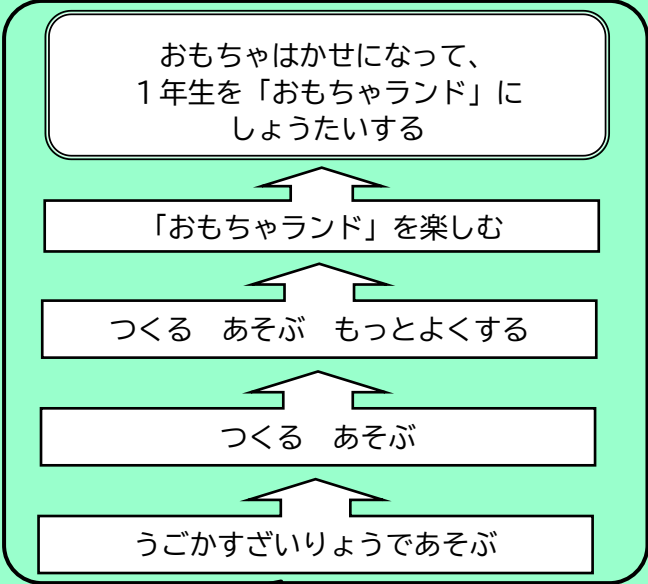 おもちゃはかせになって、
１年生を「おもちゃランド」に
しょうたいする
「おもちゃランド」を楽しむ
つくる　あそぶ　もっとよくする
つくる　あそぶ
うごかすざいりょうであそぶ